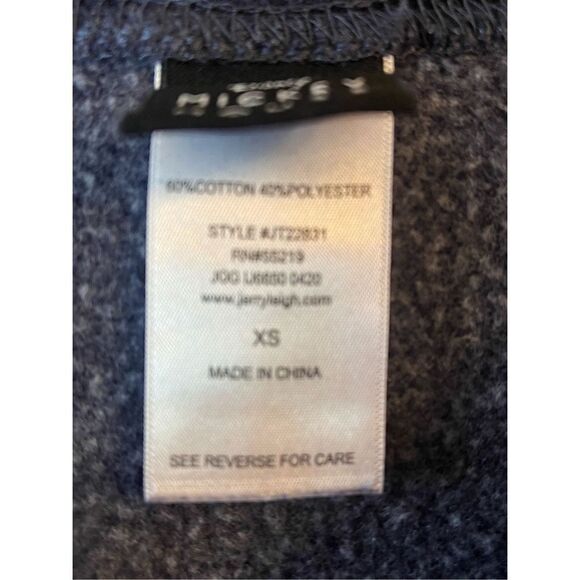 MICKEY
60%COTTON 40%POLYESTER
STYLE #JT22831
RN#55219
JOG U6650 0420
www.jerryleigh.com
XS
MADE IN CHINA
SEE REVERSE FOR CARE